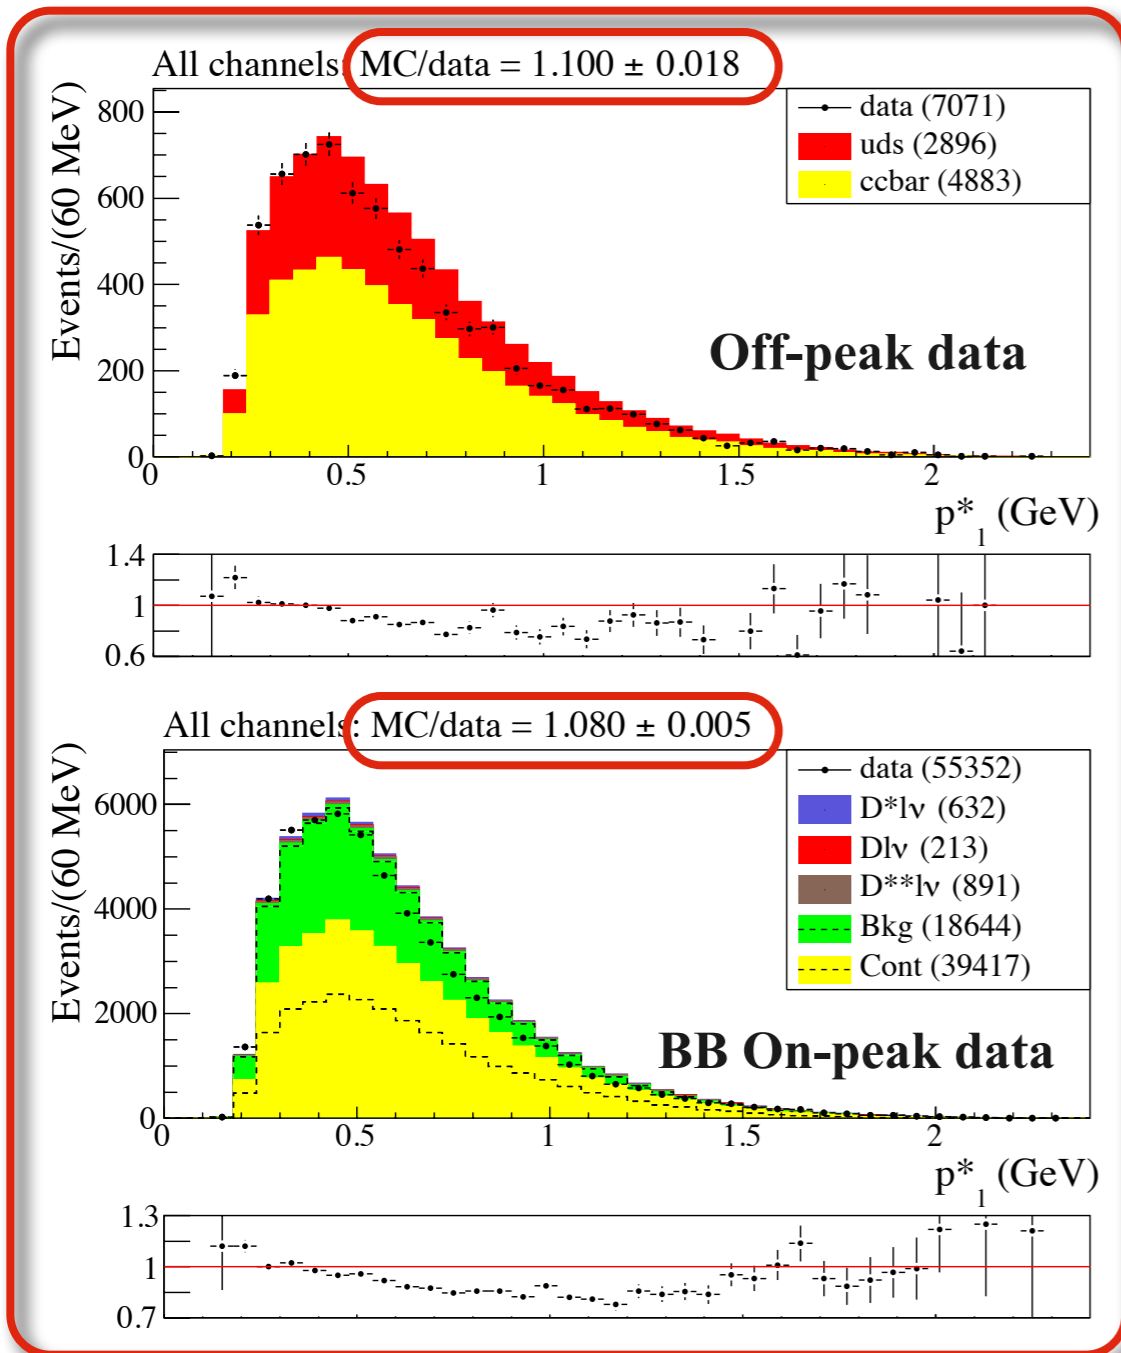 All channels: MC/data = 1.100 ± 0.018
Events/(60 MeV)
800
600
400
200
0
data (7071)
uds (2896)
ccbar (4883)
Off-peak data
0 0.5 1 1.5 2
p*l (GeV)
1.4
1
0.6
All channels: MC/data = 1.080 ± 0.005
Events/(60 MeV)
6000
4000
2000
0
data (55352)
D*lν (632)
Dlν (213)
D**lν (891)
Bkg (18644)
Cont (39417)
BB On-peak data
0 0.5 1 1.5 2
p*l (GeV)
1.3
1
0.7